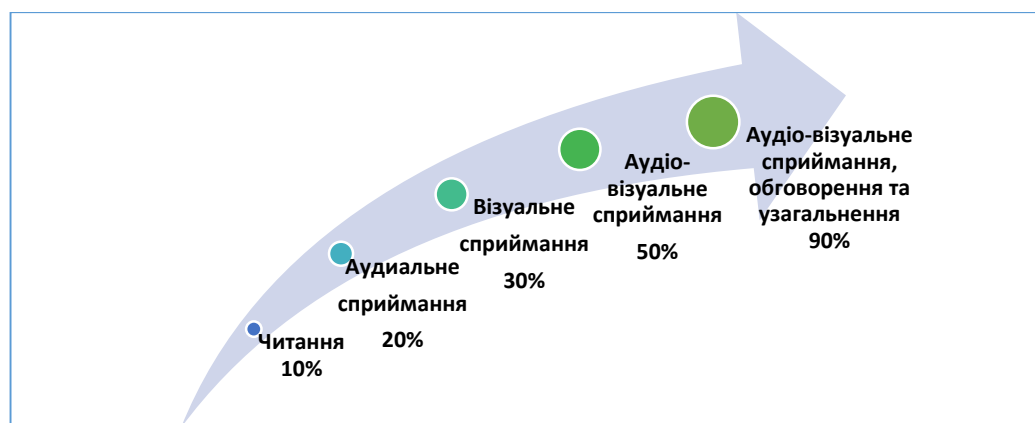 Читання
10%
Аудиальне
сприймання
20%
Візуальне
сприймання
30%
Аудіо-
візуальне
сприймання
50%
Аудіо-візуальне
сприймання,
обговорення та
узагальнення
90%